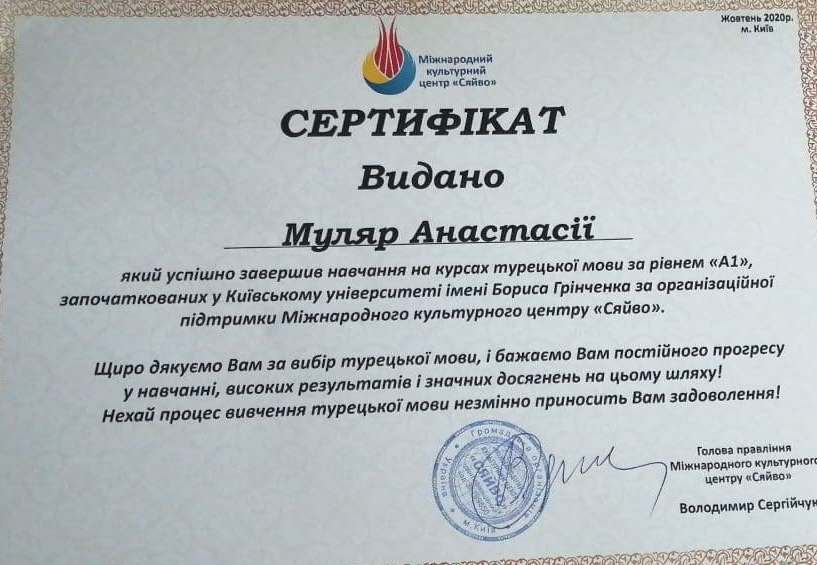 Жовтень 2020р.
м. Київ
Міжнародний
культурний
центр «Сяйво»
СЕРТИФІКАТ
Видано
Муляр Анастасії
який успішно завершив навчання на курсах турецької мови за рівнем «А1»,
започаткованих у Київському університеті імені Бориса Грінченка за організаційної
підтримки Міжнародного культурного центру «Сяйво».
Щиро дякуємо Вам за вибір турецької мови, і бажаємо Вам постійного прогресу
у навчанні, високих результатів і значних досягнень на цьому шляху!
Нехай процес вивчення турецької мови незмінно приносить Вам задоволення!
Голова правління
Міжнародного культурного
центру «Сяйво»
Володимир Сергійчук
Україна
м. Київ